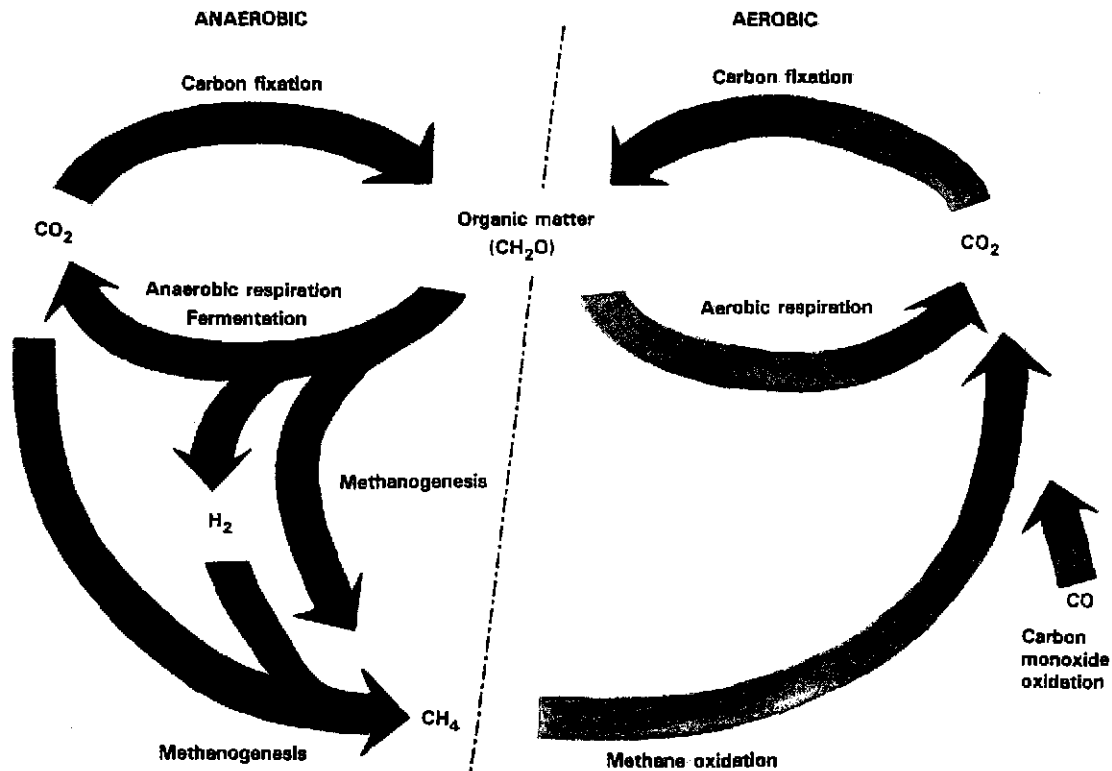 ANAEROBIC
AEROBIC
Carbon fixation
Carbon fixation
CO₂
Organic matter
(CH₂O)
CO₂
Anaerobic respiration
Fermentation
Aerobic respiration
Methanogenesis
H₂
CO
Carbon
monoxide
oxidation
CH₄
Methanogenesis
Methane oxidation